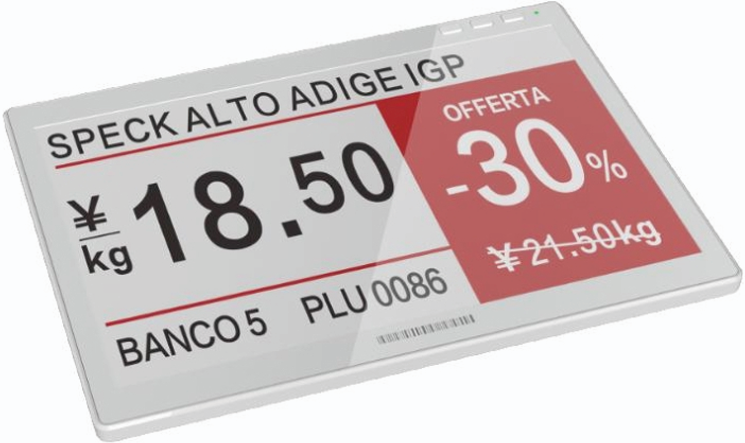 SPECK ALTO ADIGE IGP
¥/kg 18.50
OFFERTA
-30%
¥21.50kg
BANCO 5 PLU 0086